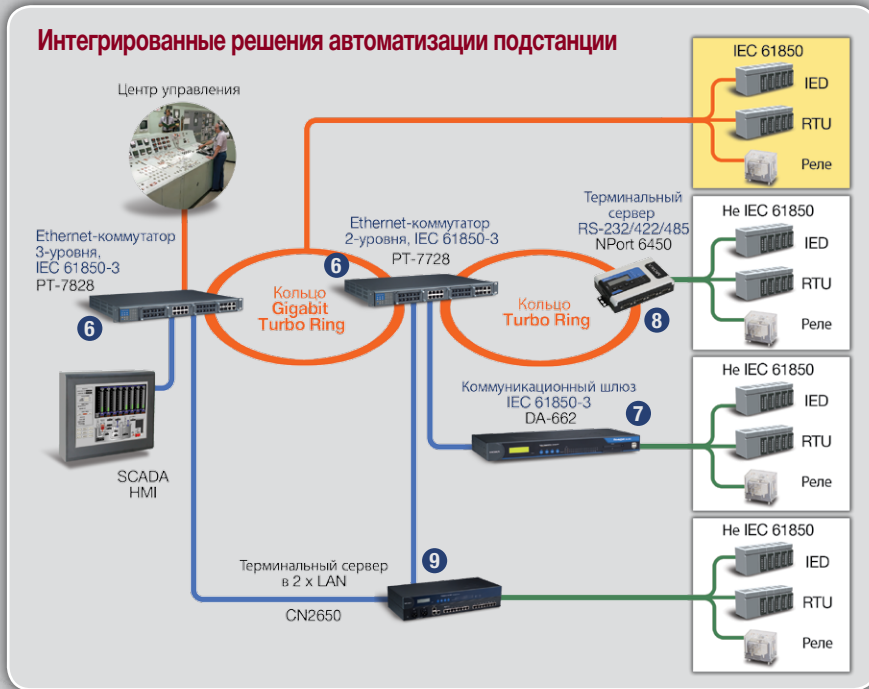 Интегрированные решения автоматизации подстанции
Центр управления
Ethernet-коммутатор
3-уровня,
IEC 61850-3
PT-7828
6
SCADA
HMI
Кольцо
Gigabit
Turbo Ring
Ethernet-коммутатор
2-уровня, IEC 61850-3
PT-7728
6
Кольцо
Turbo Ring
Терминальный
сервер
RS-232/422/485
NPort 6450
8
Коммуникационный шлюз
IEC 61850-3
DA-662
7
Терминальный сервер
в 2 x LAN
CN2650
9
IEC 61850
IED
RTU
Реле
Не IEC 61850
IED
RTU
Реле
Не IEC 61850
IED
RTU
Реле
Не IEC 61850
IED
RTU
Реле